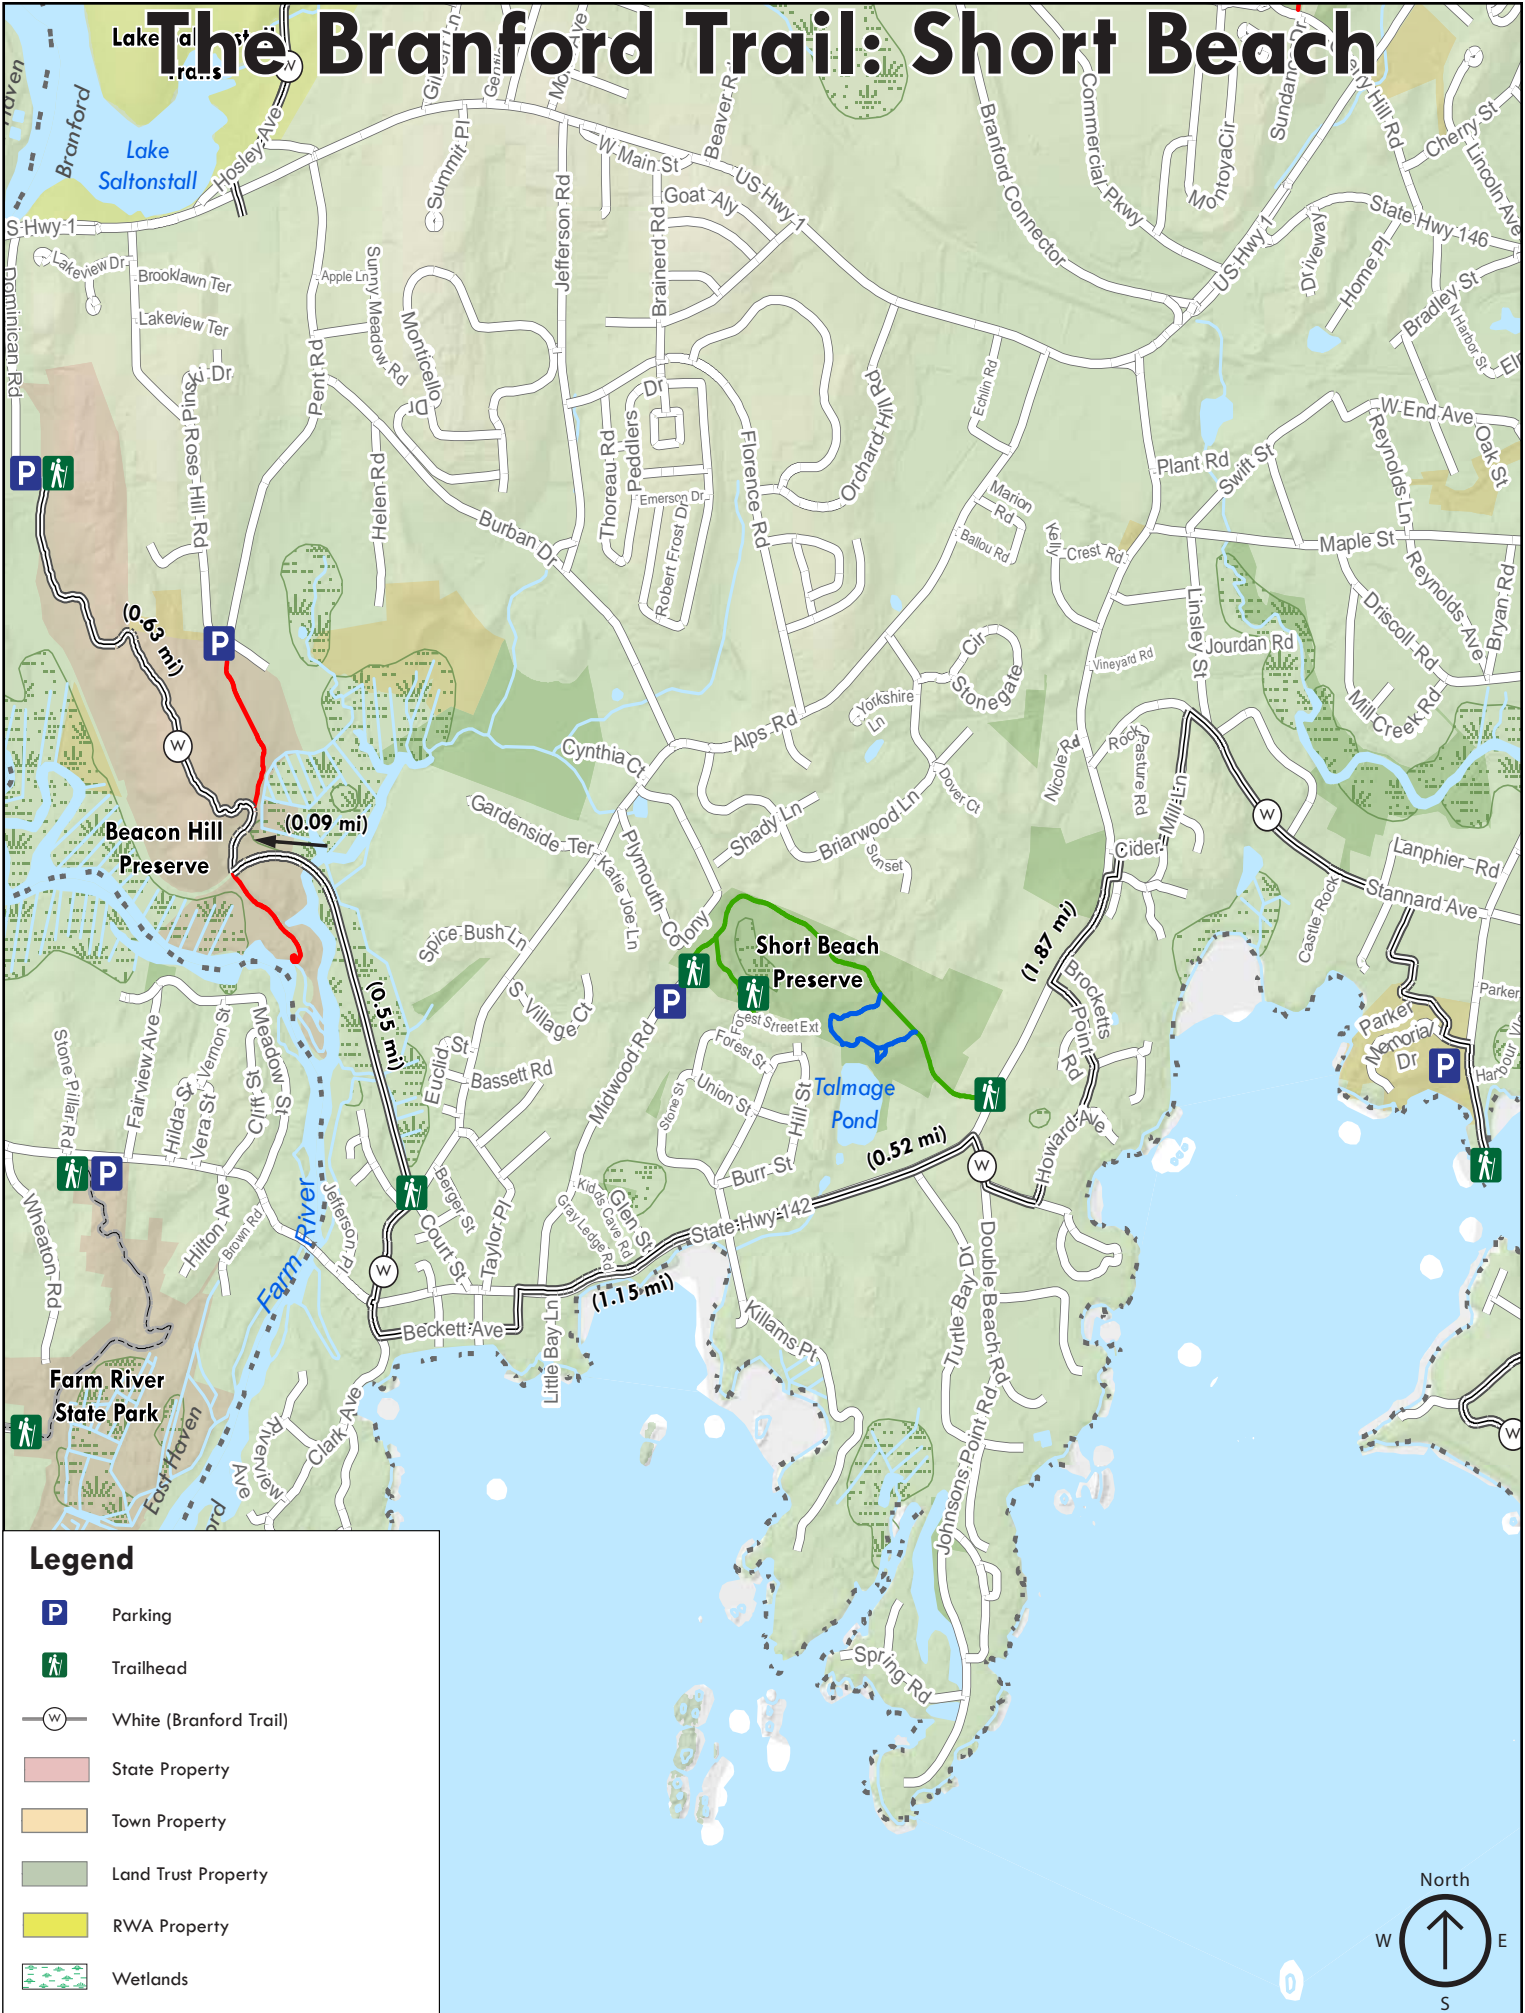 The Branford Trail: Short Beach
Lake Saltonstall
Trails
W
Haven
Branford
Lake
Saltonstall
Hosley Ave
S Hwy 1
Summit Pl
W Main St
Goat Aly
US Hwy 1
Jefferson Rd
Brainerd Rd
Branford Connector
Commercial Pkwy
Montoya Cir
Cherry St
Lincoln Ave
State Hwy 146
US Hwy 1
Driveway
Home Pl
Bradley St
N Harbor St
Dominican Rd
Lakeview Dr
Brooklawn Ter
Lakeview Ter
Apple Ln
Sunny Meadow Rd
Monticello
Dr
Pent Rd
Rose Hill Rd
Helen Rd
Burban Dr
Thoreau Rd
Peddlers
Dr
Emerson Dr
Robert Frost Dr
Florence Rd
Orchard Hill Rd
Echlin Rd
Marion
Rd
Ballou Rd
Kelly
Crest Rd
Plant Rd
Swift St
W End Ave
Oak St
Reynolds Ln
Maple St
Reynolds Ave
Bryan Rd
Driscoll Rd
Linsley St
Jourdan Rd
Mill Creek Rd
Vineyard Rd
P
(0.63 mi)
P
W
Cir
Stonegate
Yorkshire
Ln
Alps Rd
Cynthia Ct
Nicole Rd
Rock
Pasture Rd
Mill Ln
Cider
W
Dover Ct
Briarwood Ln
Shady Ln
Sunset
Gardenside Ter
Katie Joe Ln
Plymouth
Colony
Beacon Hill
Preserve
(0.09 mi)
Lanphier Rd
Stannard Ave
Castle Rock
(1.87 mi)
Spice Bush Ln
Short Beach
Preserve
P
S Village Ct
(0.55 mi)
Forest Street Ext
Forest St
Brocketts
Point
Rd
Parker
Parker
Memorial
Dr
P
Stone Pillar Rd
Fairview Ave
Hilda St
Vera St
Vernon St
Cliff St
Meadow St
Euclid St
Bassett Rd
Midwood Rd
Stone St
Union St
Hill St
Talmage
Pond
Howard Ave
(0.52 mi)
W
Burr St
P
Wheaton Rd
Hilton Ave
Brown Rd
Farm River
Jefferson Pl
Berger St
Court St
Taylor Pl
Kidds Cave Rd
Gray Ledge Rd
Glen St
State Hwy 142
(1.15 mi)
W
Beckett Ave
Little Bay Ln
Killams Pt
Turtle Bay Dr
Double Beach Rd
Johnsons Point Rd
Farm River
State Park
East Haven
Riverview
Ave
Clark Ave
W
Spring Rd
Legend
P Parking
Trailhead
W White (Branford Trail)
State Property
Town Property
Land Trust Property
RWA Property
Wetlands
North
W
E
S